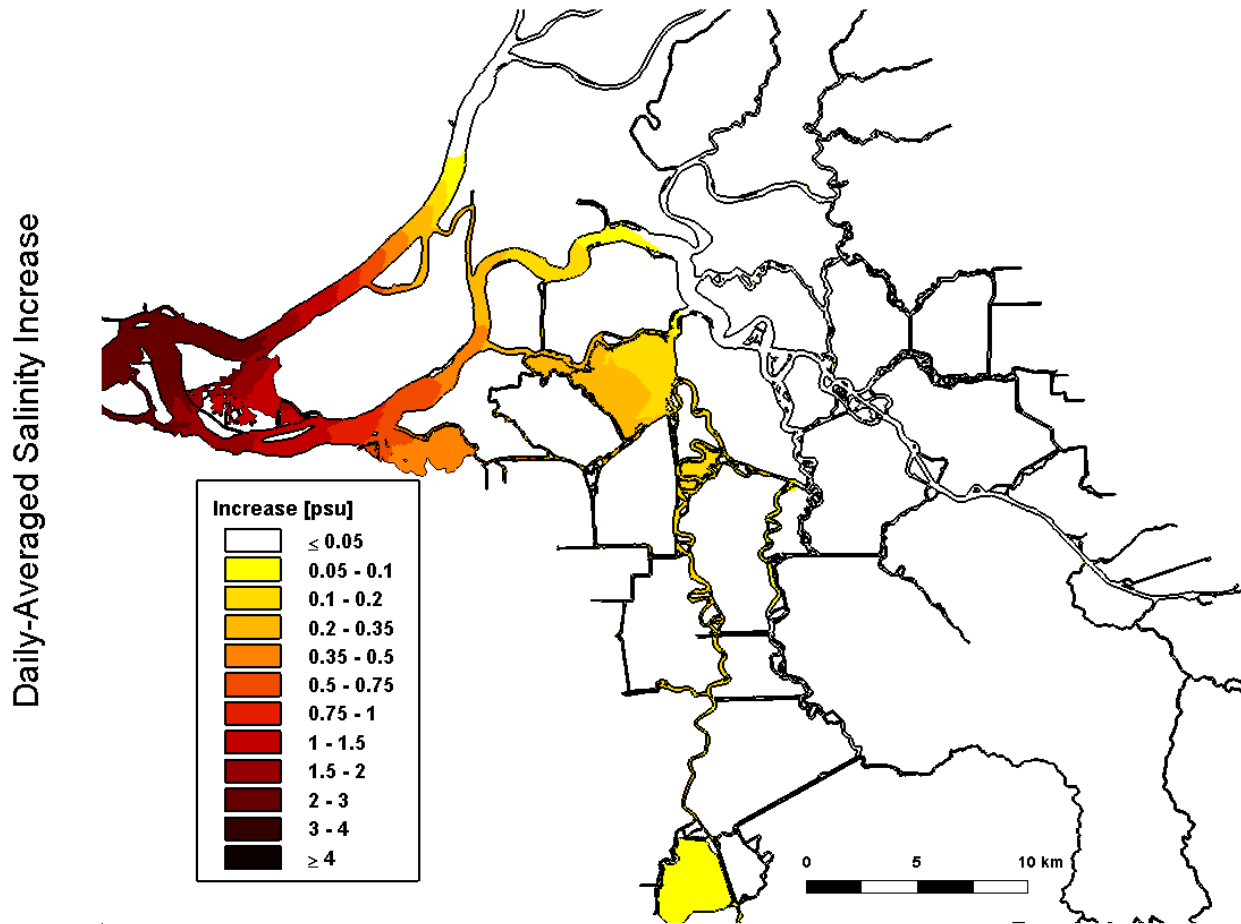 Daily-Averaged Salinity Increase
Increase [psu]
≤ 0.05
0.05 - 0.1
0.1 - 0.2
0.2 - 0.35
0.35 - 0.5
0.5 - 0.75
0.75 - 1
1 - 1.5
1.5 - 2
2 - 3
3 - 4
≥ 4
0 5 10 km